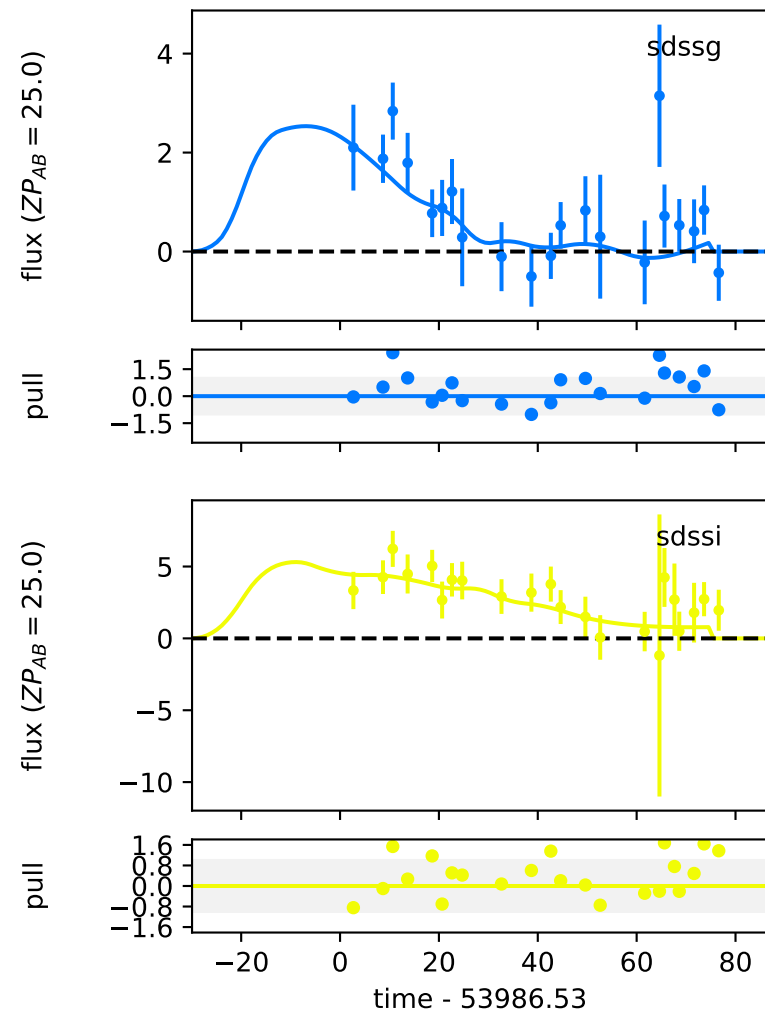 sdssg
flux (ZP_AB = 25.0)
4
2
0
pull
1.5
0.0
−1.5
sdssi
flux (ZP_AB = 25.0)
5
0
−5
−10
pull
1.6
0.8
0.0
−0.8
−1.6
−20 0 20 40 60 80
time - 53986.53